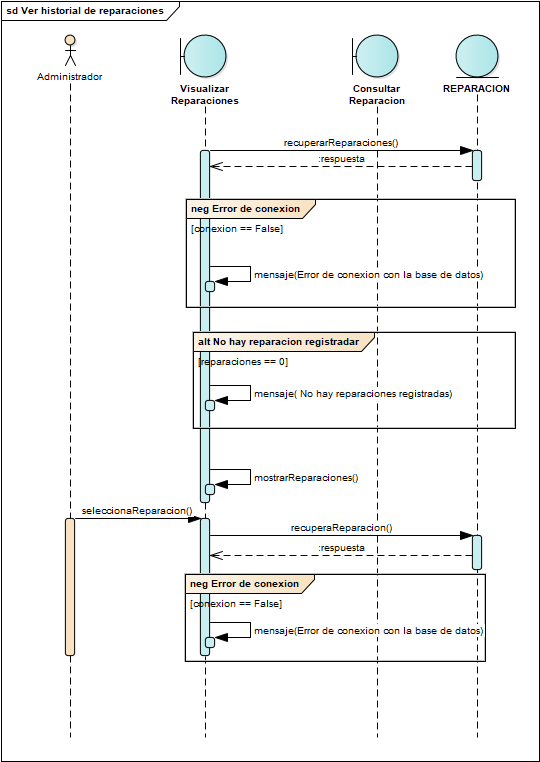 sd Ver historial de reparaciones
Administrador
Visualizar
Reparaciones
Consultar
Reparacion
REPARACION
recuperarReparaciones()
:respuesta
neg Error de conexion
[conexion == False]
mensaje(Error de conexion con la base de datos)
alt No hay reparacion registradar
[reparaciones == 0]
mensaje( No hay reparaciones registradas)
mostrarReparaciones()
seleccionaReparacion()
recuperaReparacion()
:respuesta
neg Error de conexion
[conexion == False]
mensaje(Error de conexion con la base de datos)